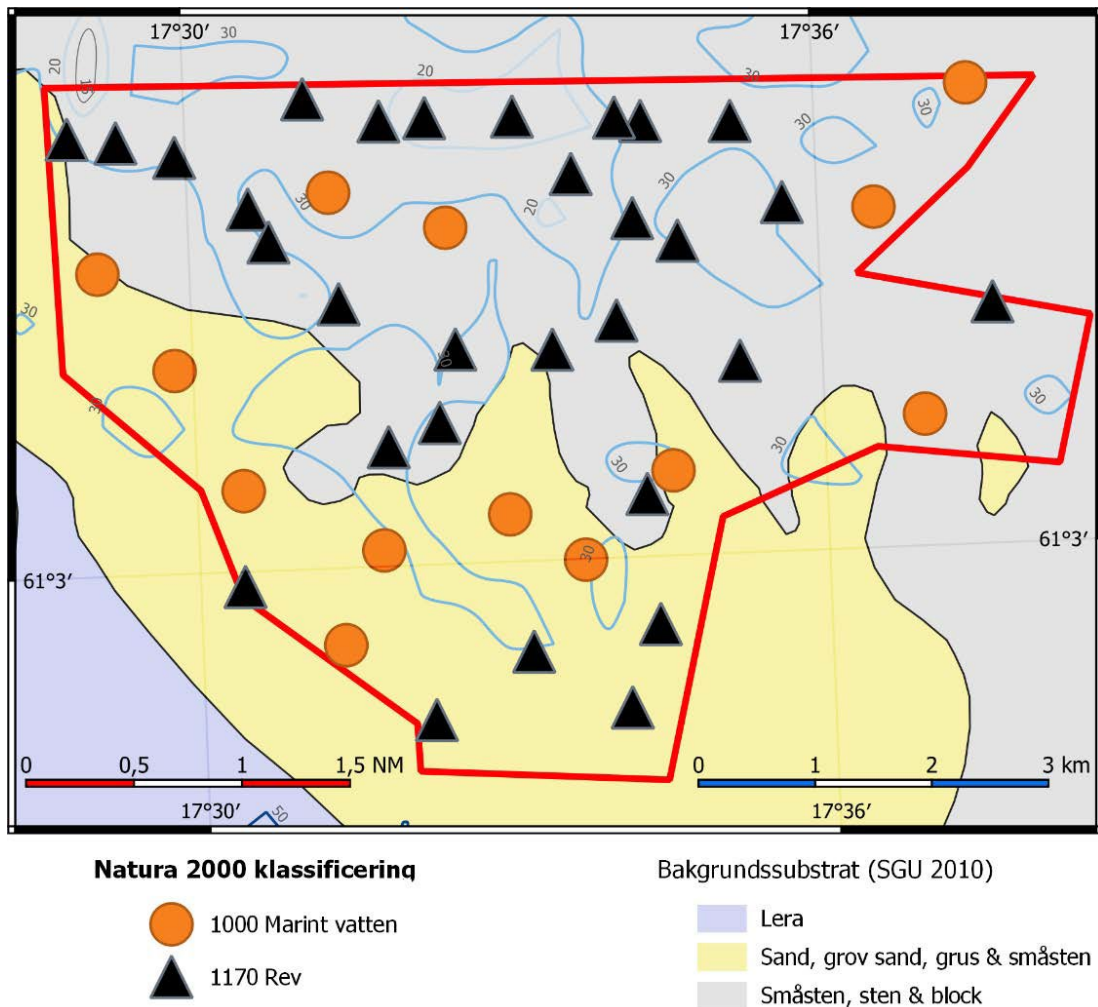 17°30′ 17°36′
30
20
20
15
30
30
30
30
30
20
30
30
30
30
30
30
30
30
61°3′ 61°3′
0 0,5 1 1,5 NM
0 1 2 3 km
17°30′ 50 17°36′
Natura 2000 klassificering
1000 Marint vatten
1170 Rev
Bakgrundssubstrat (SGU 2010)
Lera
Sand, grov sand, grus & småsten
Småsten, sten & block